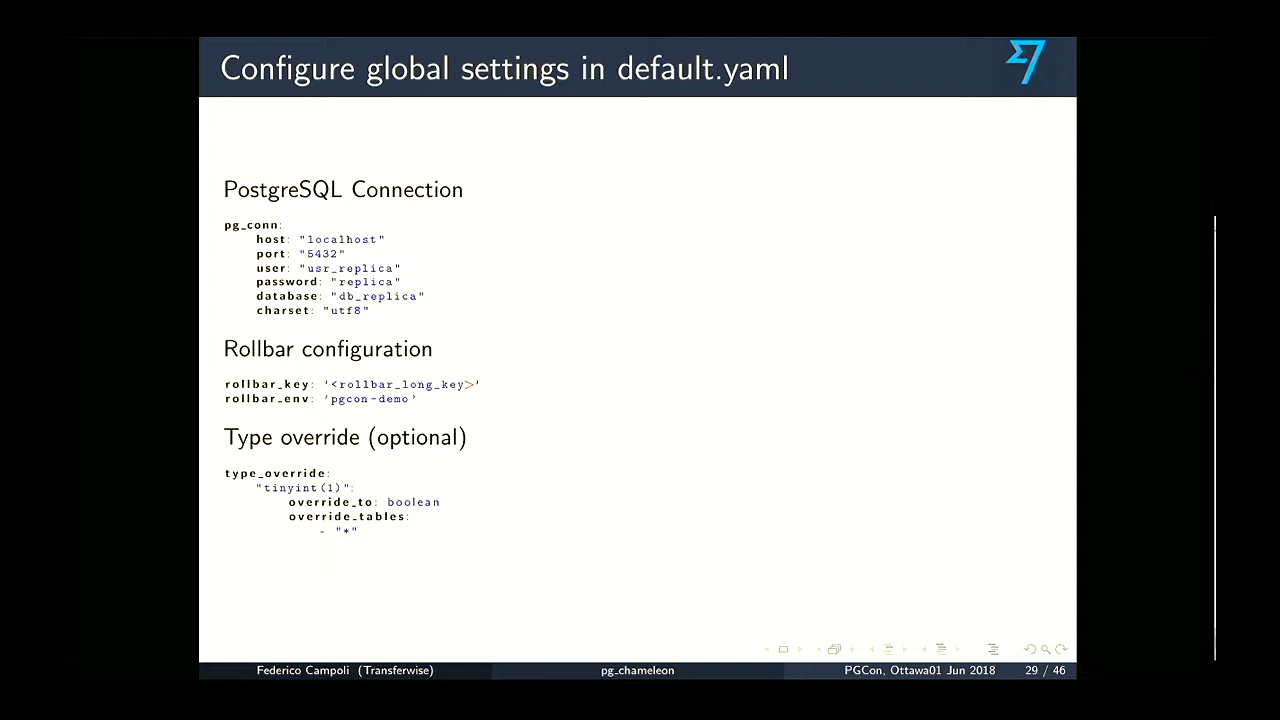 Configure global settings in default.yaml
PostgreSQL Connection
pg_conn:
host: "localhost"
port: "5432"
user: "usr_replica"
password: "replica"
database: "db_replica"
charset: "utf8"
Rollbar configuration
rollbar_key: '<rollbar_long_key>'
rollbar_env: 'pgcon-demo'
Type override (optional)
type_override:
"tinyint(1)":
override_to: boolean
override_tables:
- "*"
Federico Campoli (Transferwise) pg_chameleon PGCon, Ottawa01 Jun 2018 29 / 46